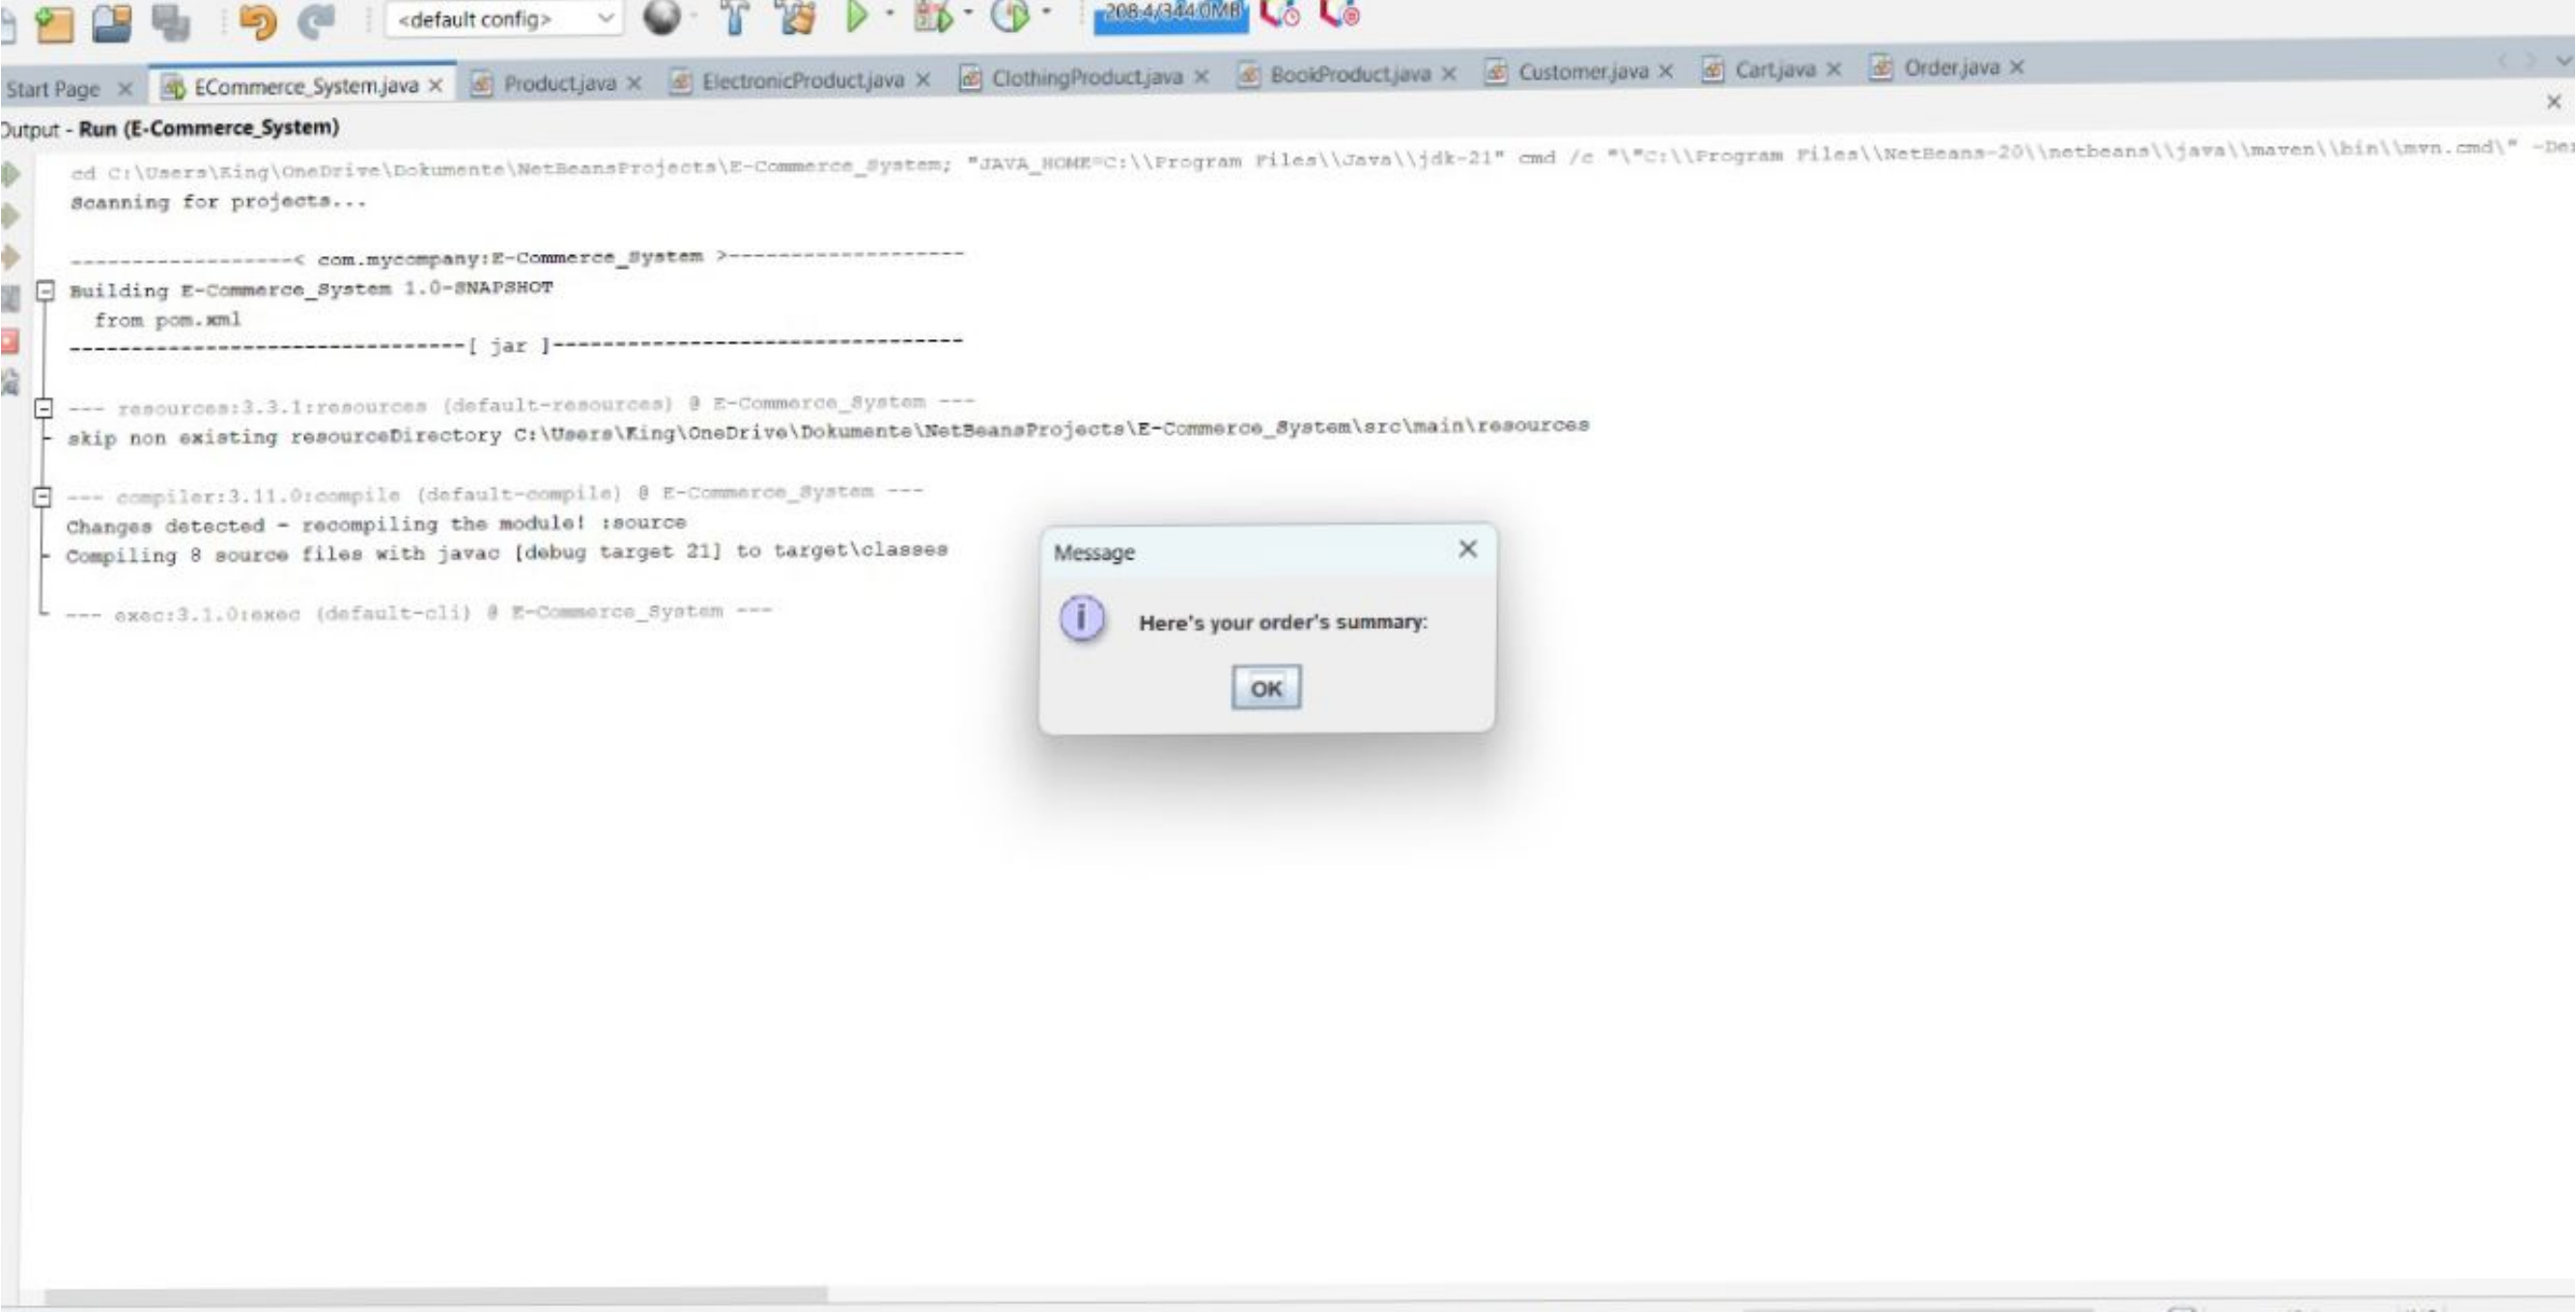 <default config>
208.4/344.0MB
Start Page
ECommerce_System.java
Product.java
ElectronicProduct.java
ClothingProduct.java
BookProduct.java
Customer.java
Cart.java
Order.java
Output - Run (E-Commerce_System)
cd C:\Users\King\OneDrive\Dokumente\NetBeansProjects\E-Commerce_System; "JAVA_HOME=C:\\Program Files\\Java\\jdk-21" cmd /c "\"C:\\Program Files\\NetBeans-20\\netbeans\\java\\maven\\bin\\mvn.cmd\"
Scanning for projects...
------------------< com.mycompany:E-Commerce_System >-------------------
Building E-Commerce_System 1.0-SNAPSHOT
from pom.xml
--------------------------------[ jar ]---------------------------------
--- resources:3.3.1:resources (default-resources) @ E-Commerce_System ---
skip non existing resourceDirectory C:\Users\King\OneDrive\Dokumente\NetBeansProjects\E-Commerce_System\src\main\resources
--- compiler:3.11.0:compile (default-compile) @ E-Commerce_System ---
Changes detected - recompiling the module! :source
Compiling 8 source files with javac [debug target 21] to target\classes
--- exec:3.1.0:exec (default-cli) @ E-Commerce_System ---
Message
Here's your order's summary:
OK